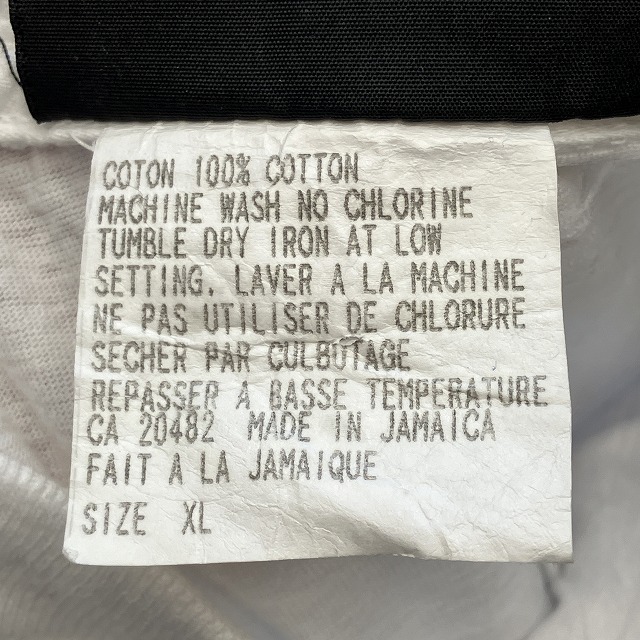 COTON 100% COTTON
MACHINE WASH NO CHLORINE
TUMBLE DRY IRON AT LOW
SETTING. LAVER A LA MACHINE
NE PAS UTILISER DE CHLORURE
SECHER PAR CULBUTAGE
REPASSER A BASSE TEMPERATURE
CA 20482 MADE IN JAMAICA
FAIT A LA JAMAIQUE
SIZE XL